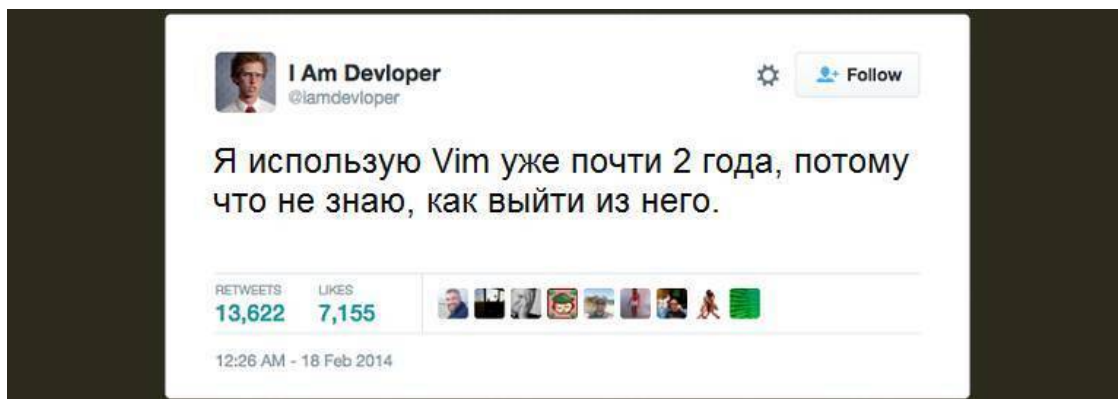 I Am Devloper
@iamdevloper
Follow
Я использую Vim уже почти 2 года, потому
что не знаю, как выйти из него.
RETWEETS LIKES
13,622 7,155
12:26 AM - 18 Feb 2014